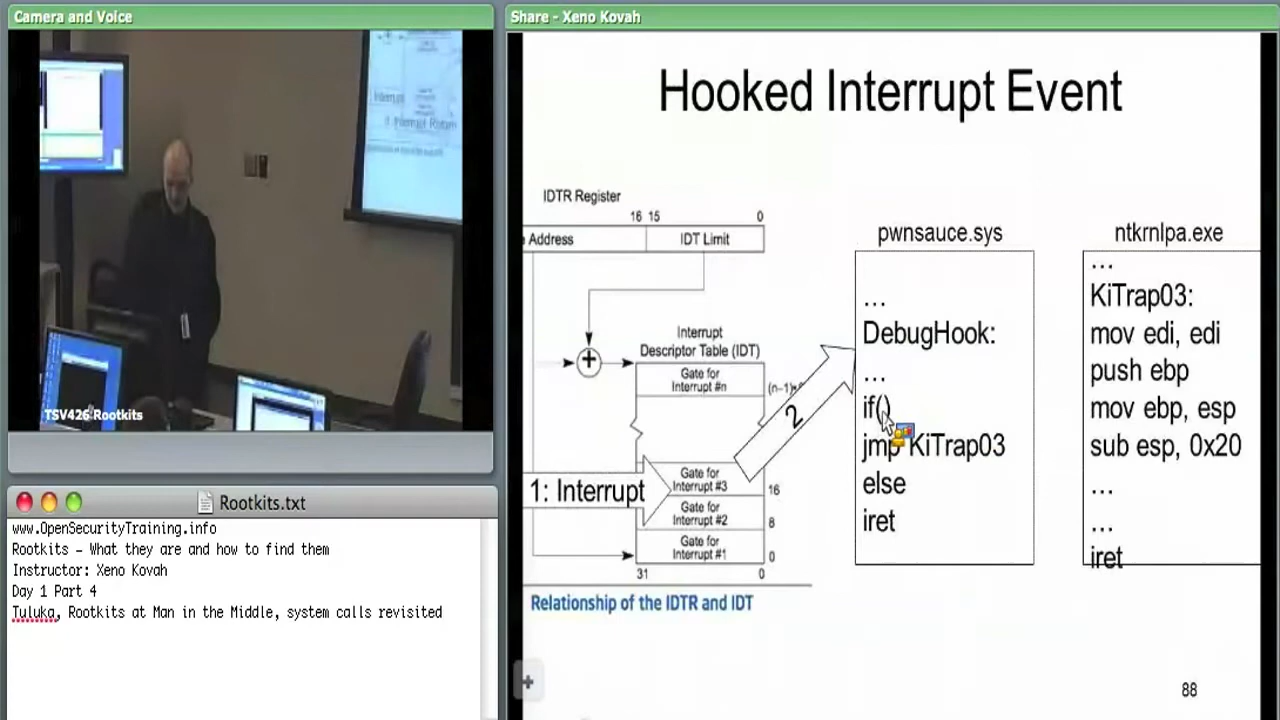 Camera and Voice
TSV426 Rootkits
Rootkits.txt
www.OpenSecurityTraining.info
Rootkits – What they are and how to find them
Instructor: Xeno Kovah
Day 1 Part 4
Tuluka, Rootkits at Man in the Middle, system calls revisited
Share - Xeno Kovah
Hooked Interrupt Event
IDTR Register
16 15 0
Address IDT Limit
+
Interrupt
Descriptor Table (IDT)
Gate for
Interrupt #n
1: Interrupt
2
Gate for
Interrupt #3
16
Gate for
Interrupt #2
8
Gate for
Interrupt #1
0
31 0
Relationship of the IDTR and IDT
pwnsauce.sys
…
DebugHook:
…
if()
jmp KiTrap03
else
iret
ntkrnlpa.exe
…
KiTrap03:
mov edi, edi
push ebp
mov ebp, esp
sub esp, 0x20
…
…
iret
88